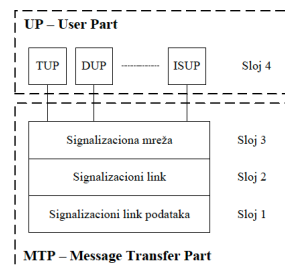 UP – User Part
TUP DUP ISUP Sloj 4
Signalizaciona mreža Sloj 3
Signalizacioni link Sloj 2
Signalizacioni link podataka Sloj 1
MTP – Message Transfer Part